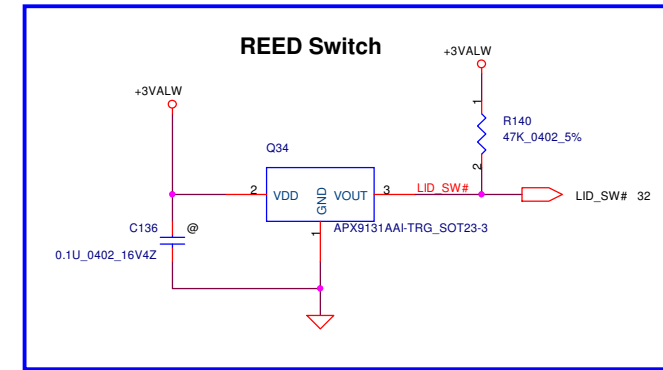 REED Switch
+3VALW
+3VALW
1
R140
47K_0402_5%
2
Q34
2
VDD
GND
VOUT
3
LID_SW#
LID_SW# 32
1
APX9131AAI-TRG_SOT23-3
C136
@
0.1U_0402_16V4Z